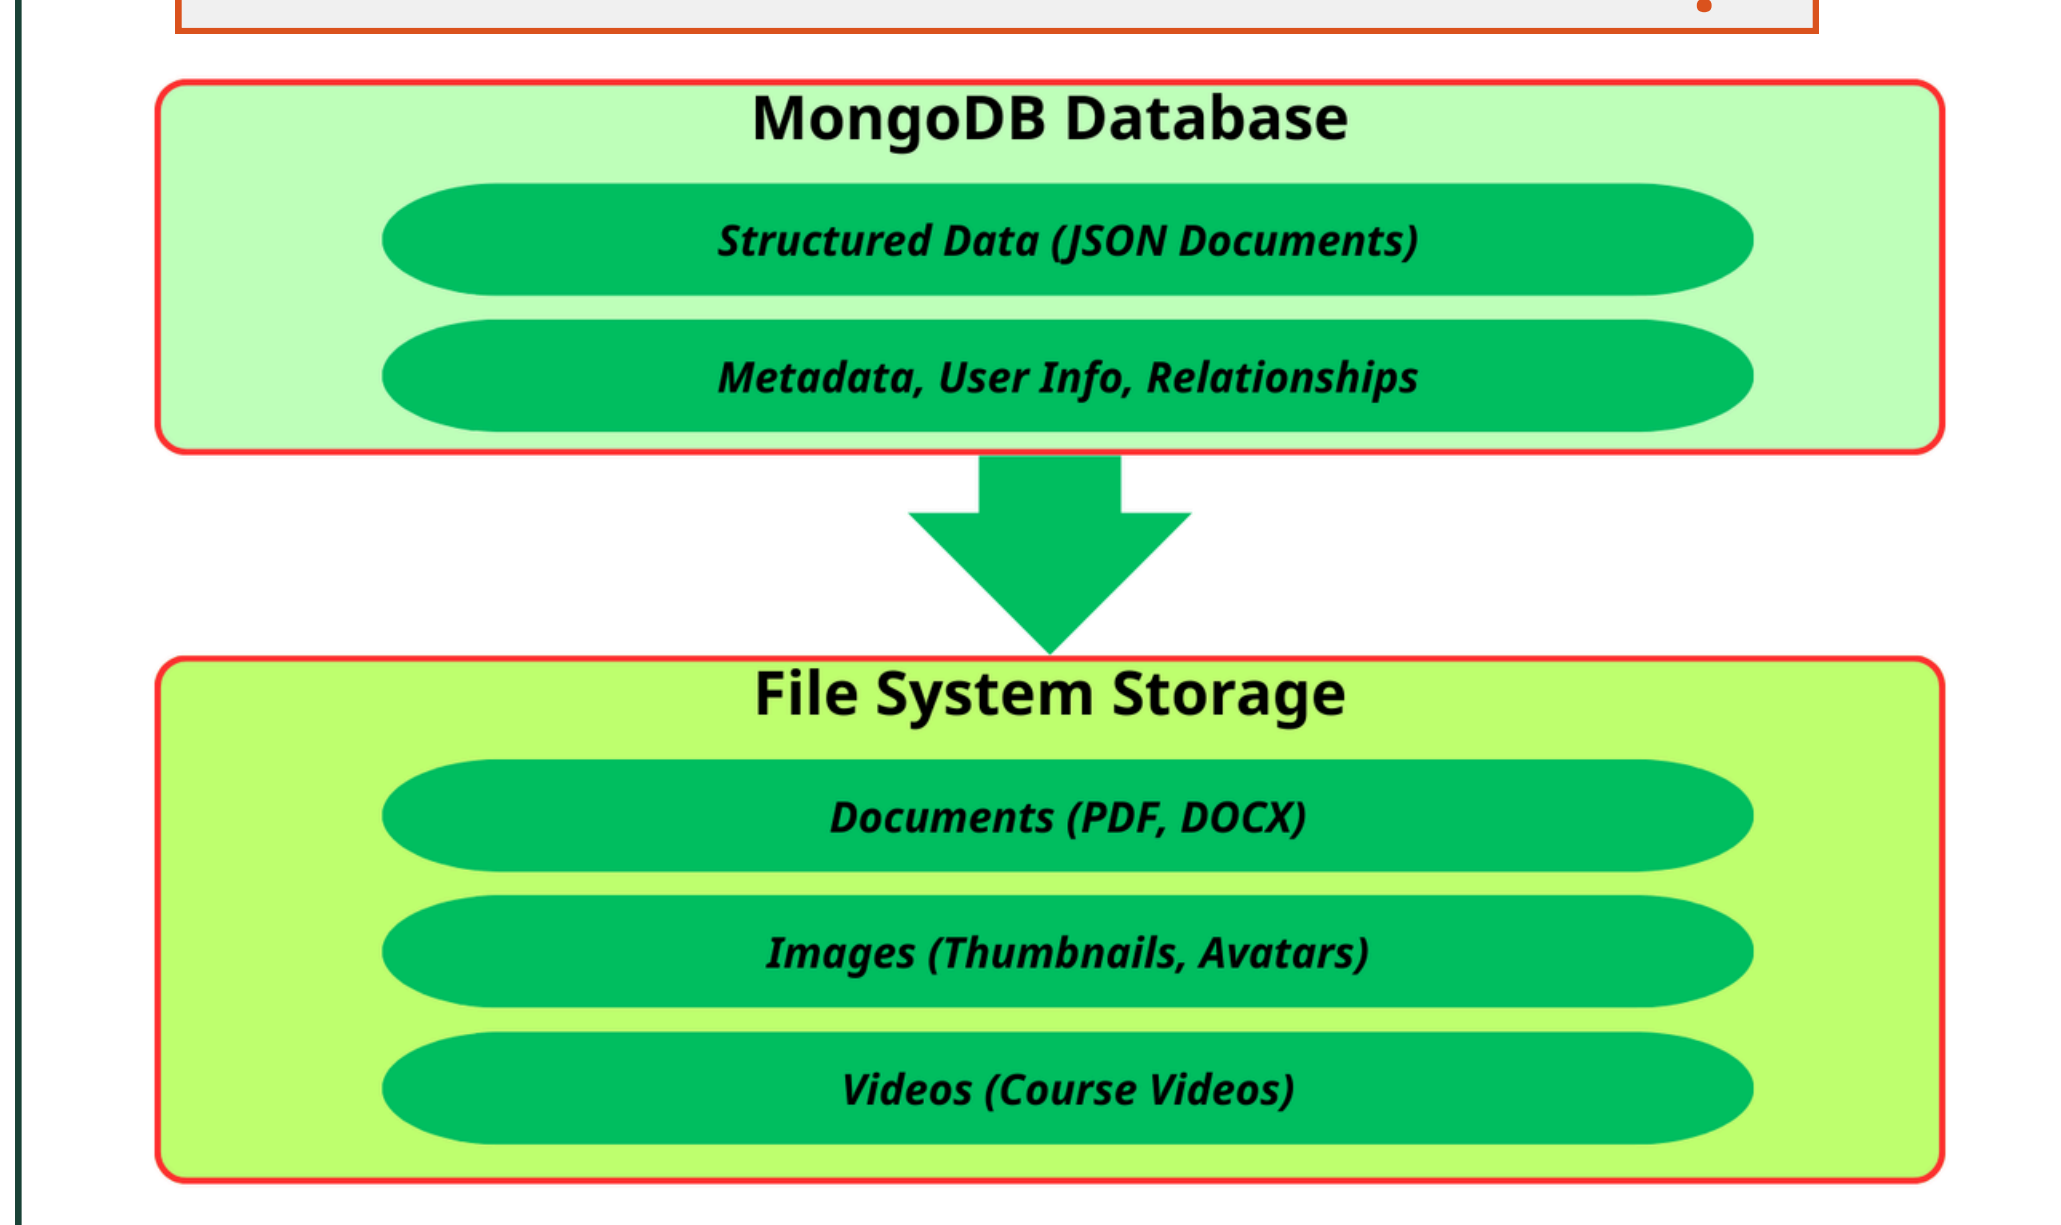 MongoDB Database
Structured Data (JSON Documents)
Metadata, User Info, Relationships
File System Storage
Documents (PDF, DOCX)
Images (Thumbnails, Avatars)
Videos (Course Videos)